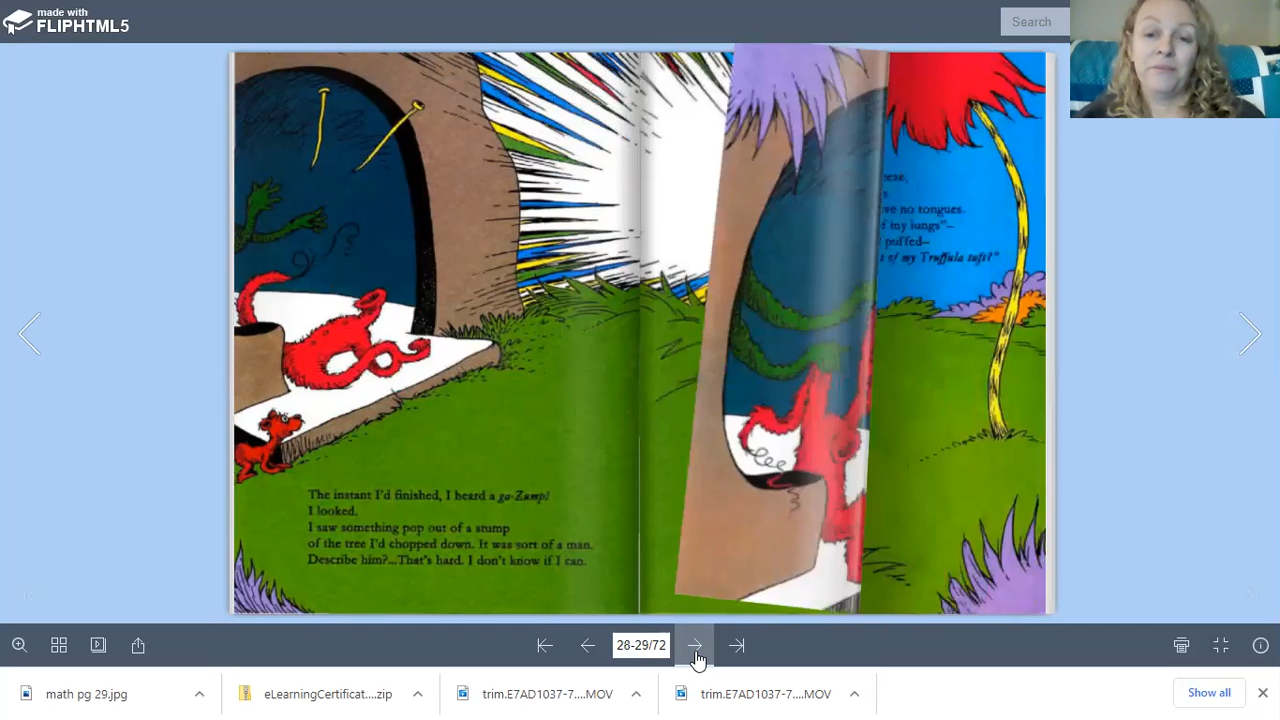 made with
FLIPHTML5
Search
The instant I'd finished, I heard a ga-Zump!
I looked.
I saw something pop out of a stump
of the tree I'd chopped down. It was sort of a man.
Describe him?...That's hard. I don't know if I can.
no tongues.
my lungs"—
puffed—
of my Truffula tuft?"
28-29/72
math pg 29.jpg
eLearningCertificat....zip
trim.E7AD1037-7....MOV
trim.E7AD1037-7....MOV
Show all